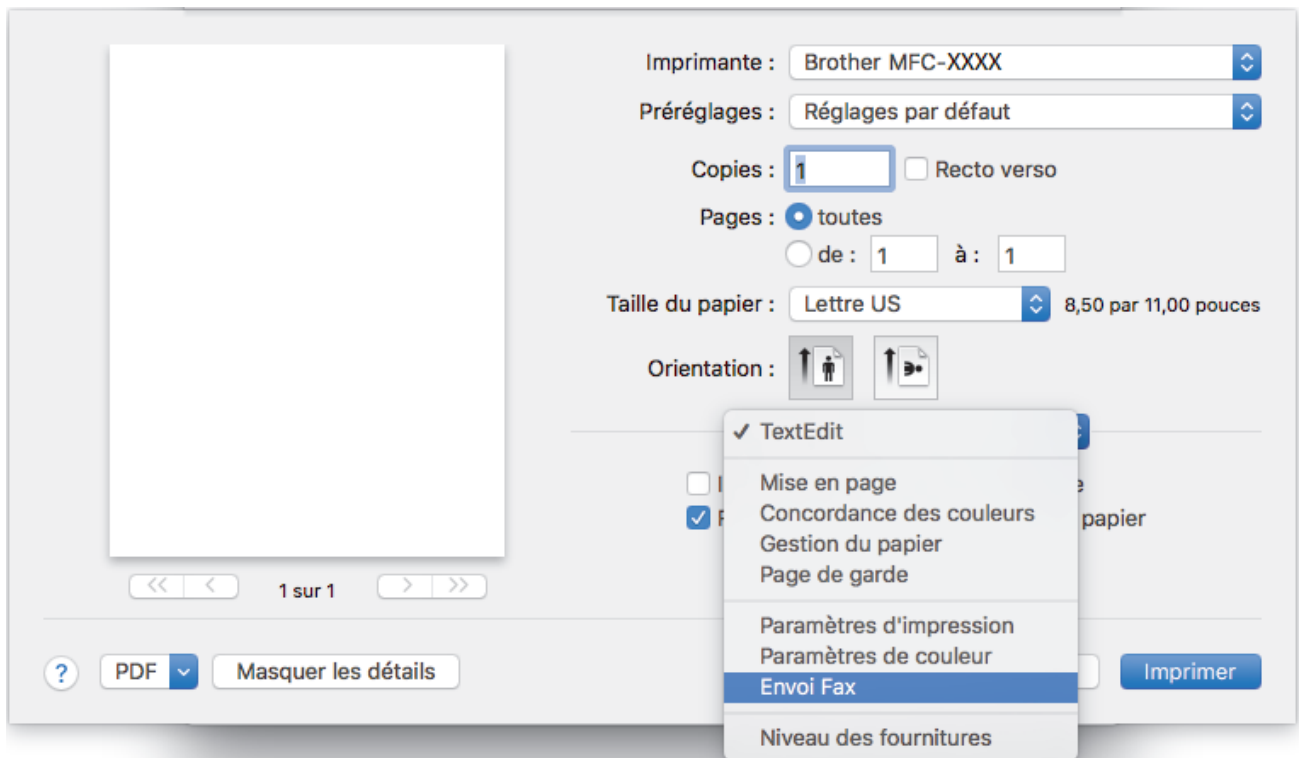 Imprimante : Brother MFC-XXXX
Préréglages : Réglages par défaut
Copies : 1 Recto verso
Pages : toutes
de : 1 à : 1
Taille du papier : Lettre US 8,50 par 11,00 pouces
Orientation :
✓ TextEdit
Mise en page
Concordance des couleurs
papier
Gestion du papier
Page de garde
1 sur 1
Paramètres d'impression
Paramètres de couleur
Envoi Fax
Niveau des fournitures
? PDF Masquer les détails Imprimer